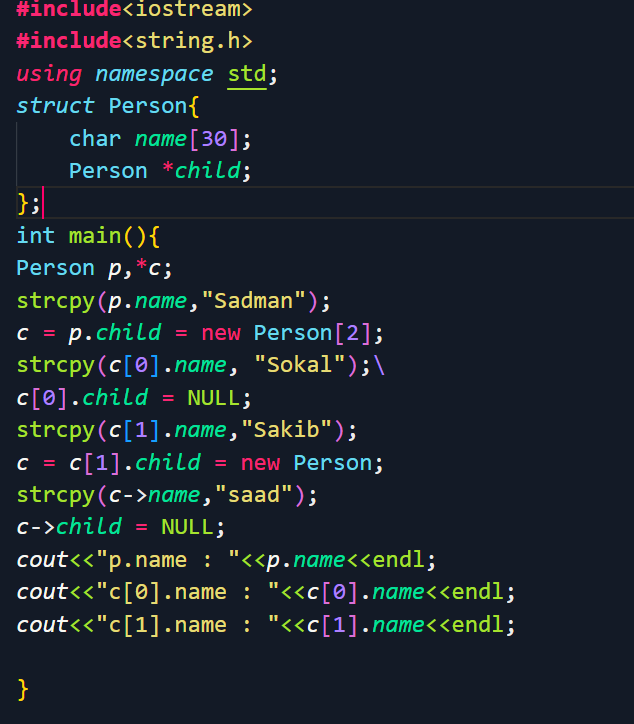 #include<iostream>
#include<string.h>
using namespace std;
struct Person{
    char name[30];
    Person *child;
};
int main(){
Person p,*c;
strcpy(p.name,"Sadman");
c = p.child = new Person[2];
strcpy(c[0].name, "Sokal");\
c[0].child = NULL;
strcpy(c[1].name,"Sakib");
c = c[1].child = new Person;
strcpy(c->name,"saad");
c->child = NULL;
cout<<"p.name : "<<p.name<<endl;
cout<<"c[0].name : "<<c[0].name<<endl;
cout<<"c[1].name : "<<c[1].name<<endl;
}